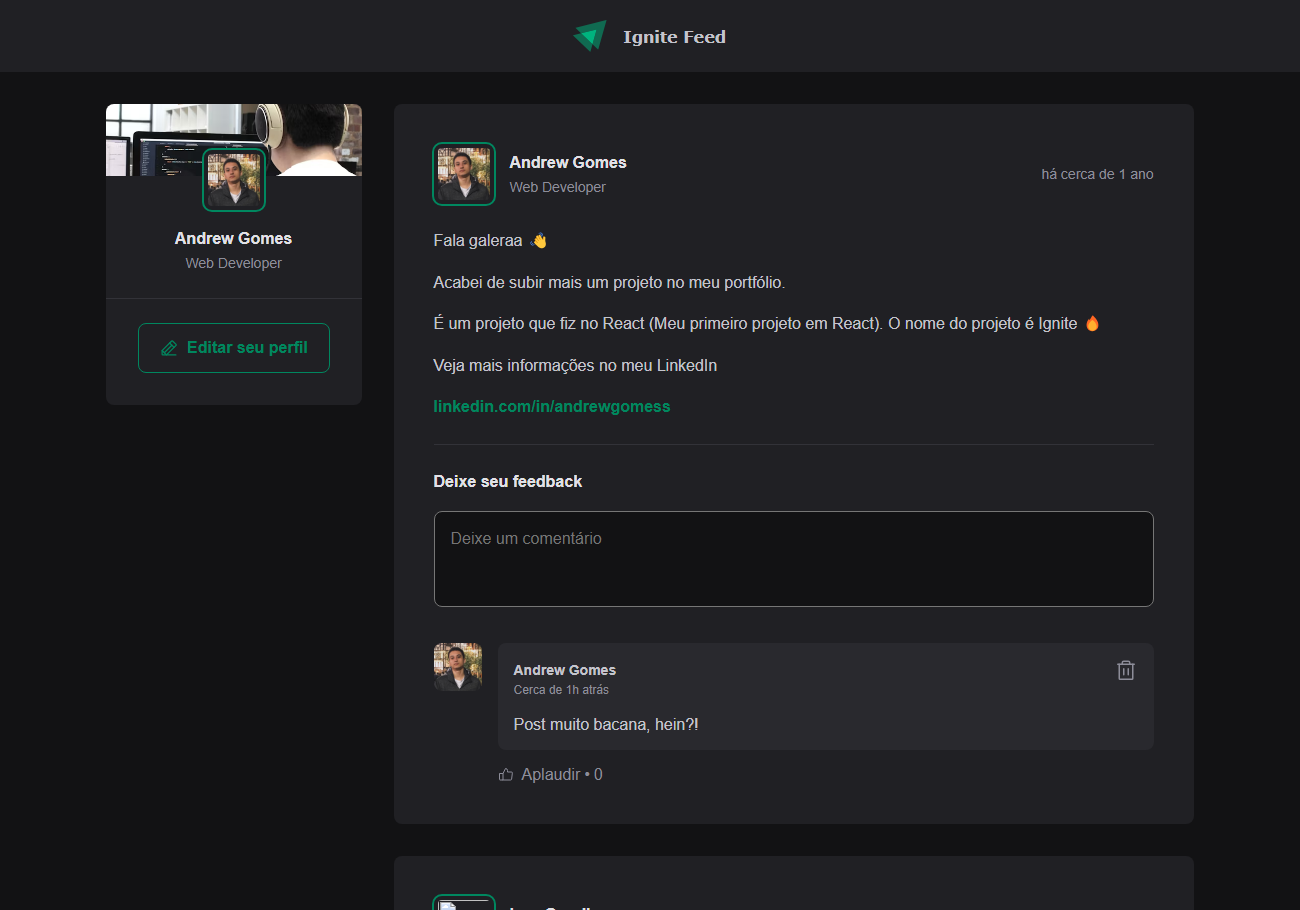 Ignite Feed
Andrew Gomes
Web Developer
Editar seu perfil
Andrew Gomes
Web Developer
há cerca de 1 ano
Fala galeraa 👋
Acabei de subir mais um projeto no meu portfólio.
É um projeto que fiz no React (Meu primeiro projeto em React). O nome do projeto é Ignite 🔥
Veja mais informações no meu LinkedIn
linkedin.com/in/andrewgomess
Deixe seu feedback
Deixe um comentário
Andrew Gomes
Cerca de 1h atrás
Post muito bacana, hein?!
Aplaudir • 0